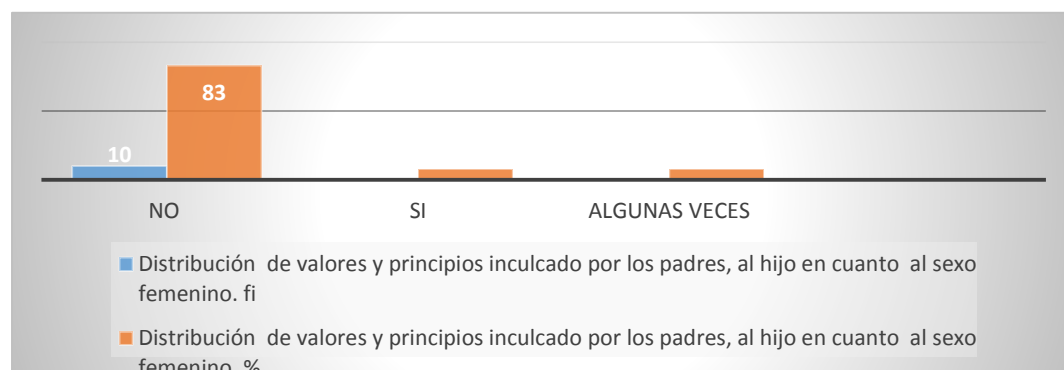 83
10
NO SI ALGUNAS VECES
Distribución de valores y principios inculcado por los padres, al hijo en cuanto al sexo
femenino. fi
Distribución de valores y principios inculcado por los padres, al hijo en cuanto al sexo
femenino. %